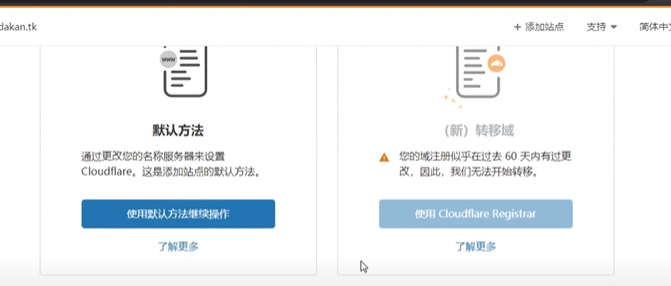 dakan.tk
+ 添加站点
支持
简体中文
www
默认方法
通过更改您的名称服务器来设置
Cloudflare。这是添加站点的默认方法。
使用默认方法继续操作
了解更多
（新）转移域
您的域注册似乎在过去 60 天内有过更
改，因此，我们无法开始转移。
使用 Cloudflare Registrar
了解更多